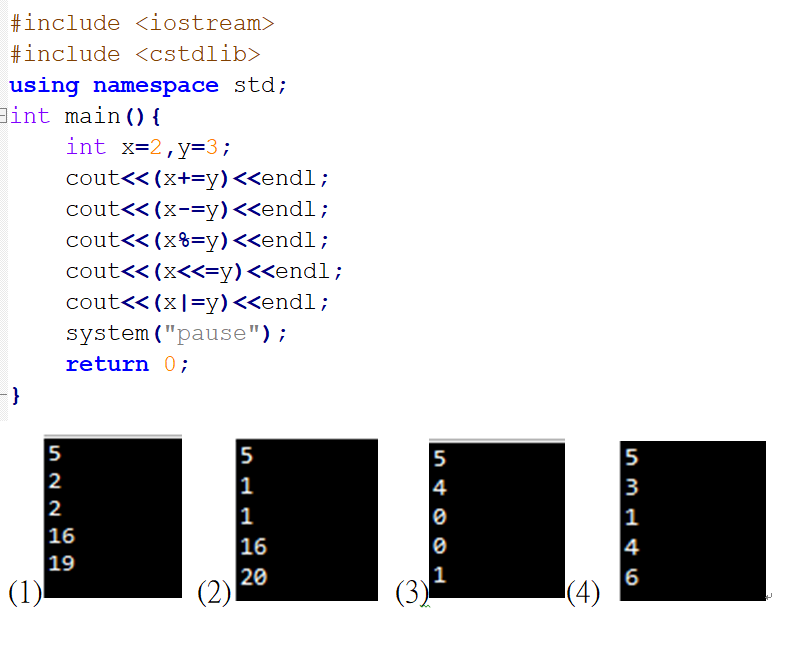 #include <iostream>
#include <cstdlib>
using namespace std;
int main(){
    int x=2,y=3;
    cout<<(x+=y)<<endl;
    cout<<(x-=y)<<endl;
    cout<<(x%=y)<<endl;
    cout<<(x<<=y)<<endl;
    cout<<(x|=y)<<endl;
    system("pause");
    return 0;
}
(1)
5
2
2
16
19
(2)
5
1
1
16
20
(3)
5
4
0
0
1
(4)
5
3
1
4
6